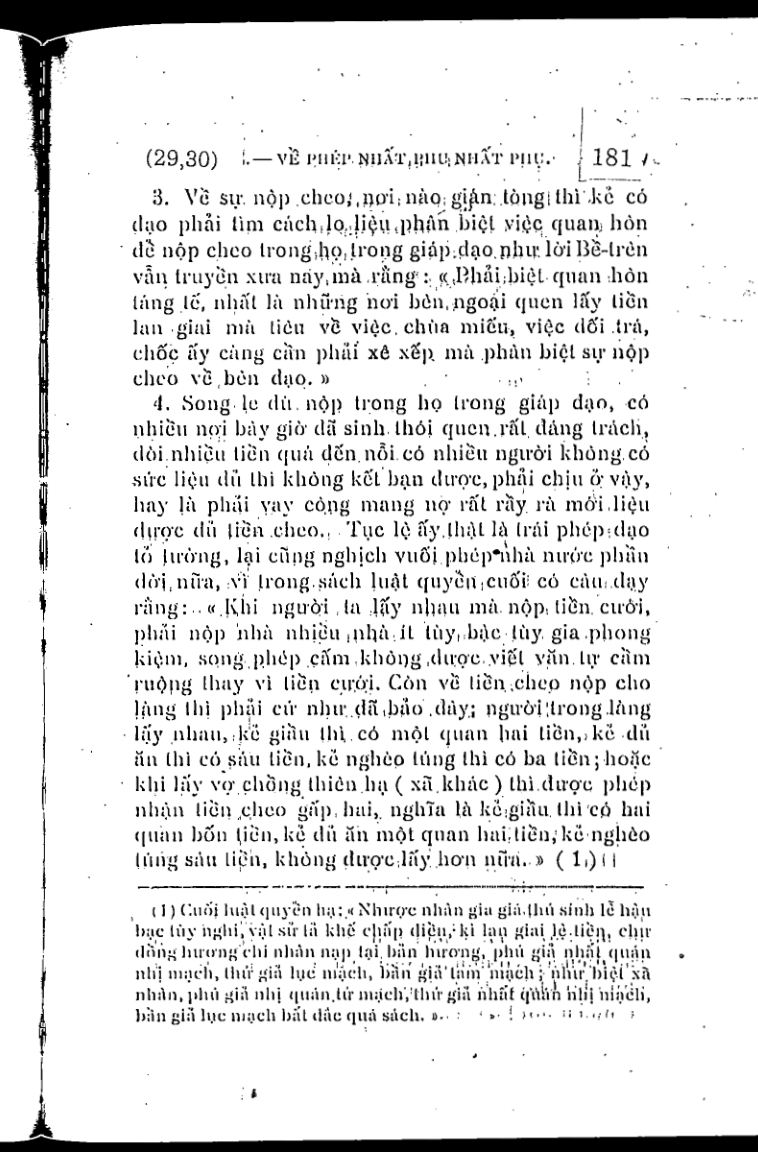 (29,30) I.— VỀ PHÉP NHẤT PHU NHẤT PHỤ. 181
3. Về sự nộp cheo, nơi nào giản tòng thì kẻ có
đạo phải tìm cách lo liệu phân biệt việc quan hôn
để nộp cheo trong họ trong giáp đạo như lời Bề-trên
vẫn truyền xưa nay mà rằng : « Phải biệt quan hôn
táng tế, nhất là những nơi bên ngoại quen lấy tiền
lan giai mà tiêu về việc chùa miếu, việc dối trá,
chốc ấy càng cần phải xê xếp mà phân biệt sự nộp
cheo về bên đạo. »
4. Song le dù nộp trong họ trong giáp đạo, có
nhiều nơi bây giờ đã sinh thói quen rất đáng trách,
đòi nhiều tiền quá đến nỗi có nhiều người không có
sức liệu đủ thì không kết bạn được, phải chịu ở vậy,
hay là phải vay công mang nợ rất rầy rà mới liệu
được đủ tiền cheo. Tục lệ ấy thật là trái phép đạo
tỏ tường, lại cũng nghịch vuối phép nhà nước phần
đời nữa, vì trong sách luật quyền cuối có câu dạy
rằng: « Khi người ta lấy nhau mà nộp tiền cưới,
phải nộp nhà nhiều nhà ít tùy bậc tùy gia phong
kiệm, song phép cấm không được viết văn tự cầm
ruộng thay vì tiền cưới. Còn về tiền cheo nộp cho
làng thì phải cứ như đã bảo đây; người trong làng
lấy nhau, kẻ giầu thì có một quan hai tiền, kẻ đủ
ăn thì có sáu tiền, kẻ nghèo túng thì có ba tiền; hoặc
khi lấy vợ chồng thiên hạ ( xã khác ) thì được phép
nhận tiền cheo gấp hai, nghĩa là kẻ giầu thì có hai
quan bốn tiền, kẻ đủ ăn một quan hai tiền, kẻ nghèo
túng sáu tiền, không được lấy hơn nữa. » ( 1 )
(1) Cuối luật quyền hạ: « Nhược nhân gia giá thú sinh lễ hậu
bạc tùy nghi, vật sử tả khế chấp điền, kì lan giai lệ tiền, chư
đồng hương chi nhân nạp tại bản hương, phú giả nhất quán
nhị mạch, thứ giả lục mạch, bần giả tam mạch ; như biệt xã
nhân, phú giả nhị quán tứ mạch, thứ giả nhất quán nhị mạch,
bần giả lục mạch bất đắc quá sách. ».